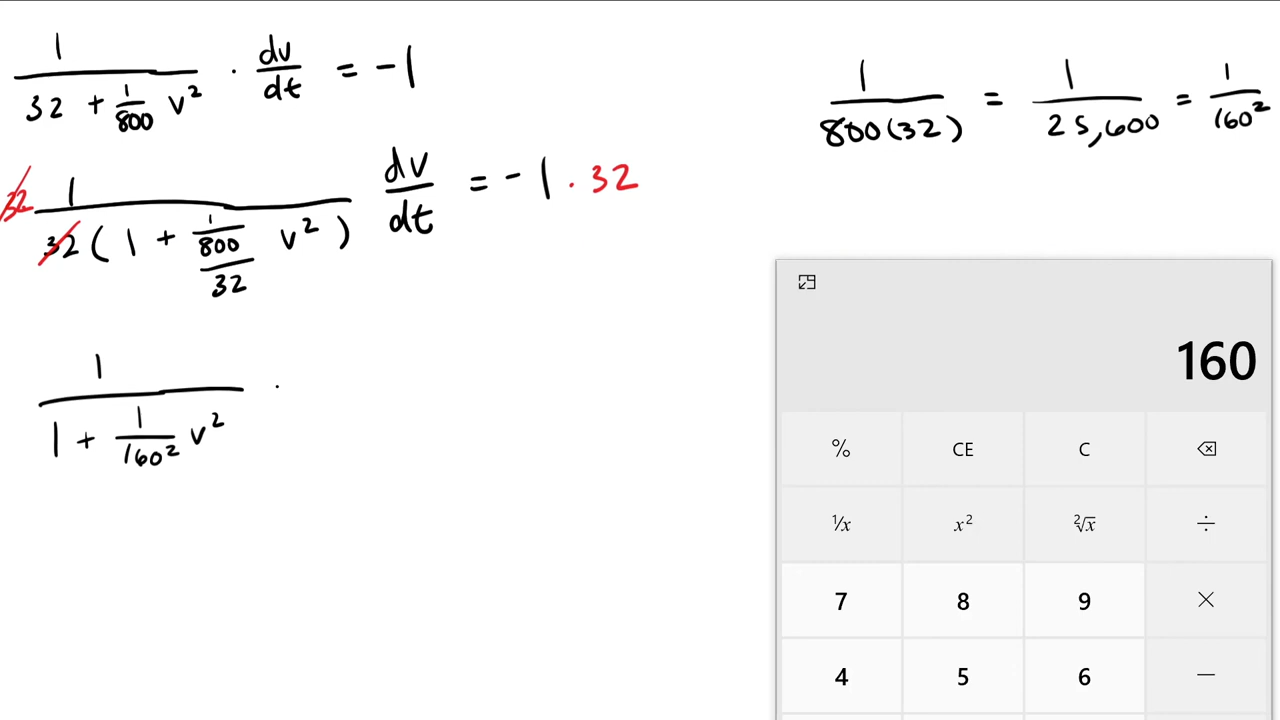 1 / (32 + 1/800 v²) · dv/dt = -1
32 1 / (32(1 + (1/800)/32 v²)) dv/dt = -1 · 32
1 / (1 + 1/160² v²) ·
1 / 800(32) = 1 / 25,600 = 1 / 160²
160
% CE C ⌫
¹/x x² ²√x ÷
7 8 9 ×
4 5 6 −